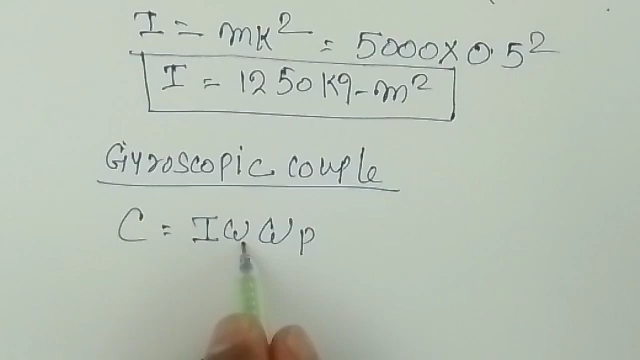 I = mk² = 5000×0.5²
I = 1250 kg-m²
Gyroscopic couple
C = I ω ωp